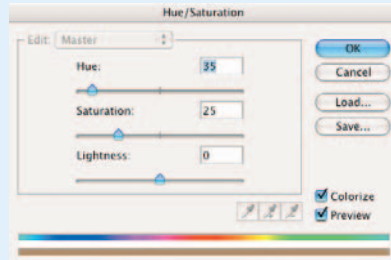 Hue/Saturation
Edit: Master
OK
Hue: 35
Cancel
Load...
Saturation: 25
Save...
Lightness: 0
Colorize
Preview